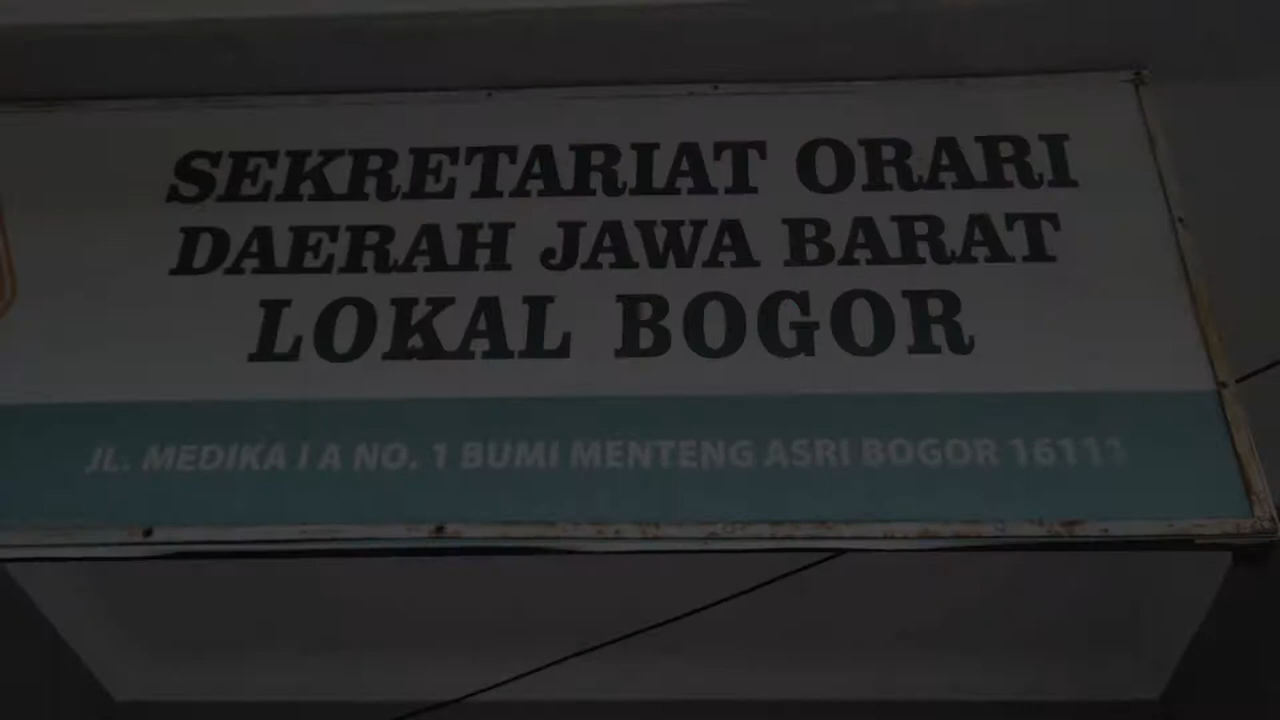 SEKRETARIAT ORARI
DAERAH JAWA BARAT
LOKAL BOGOR
JL. MEDIKA I A NO. 1 BUMI MENTENG ASRI BOGOR 16111